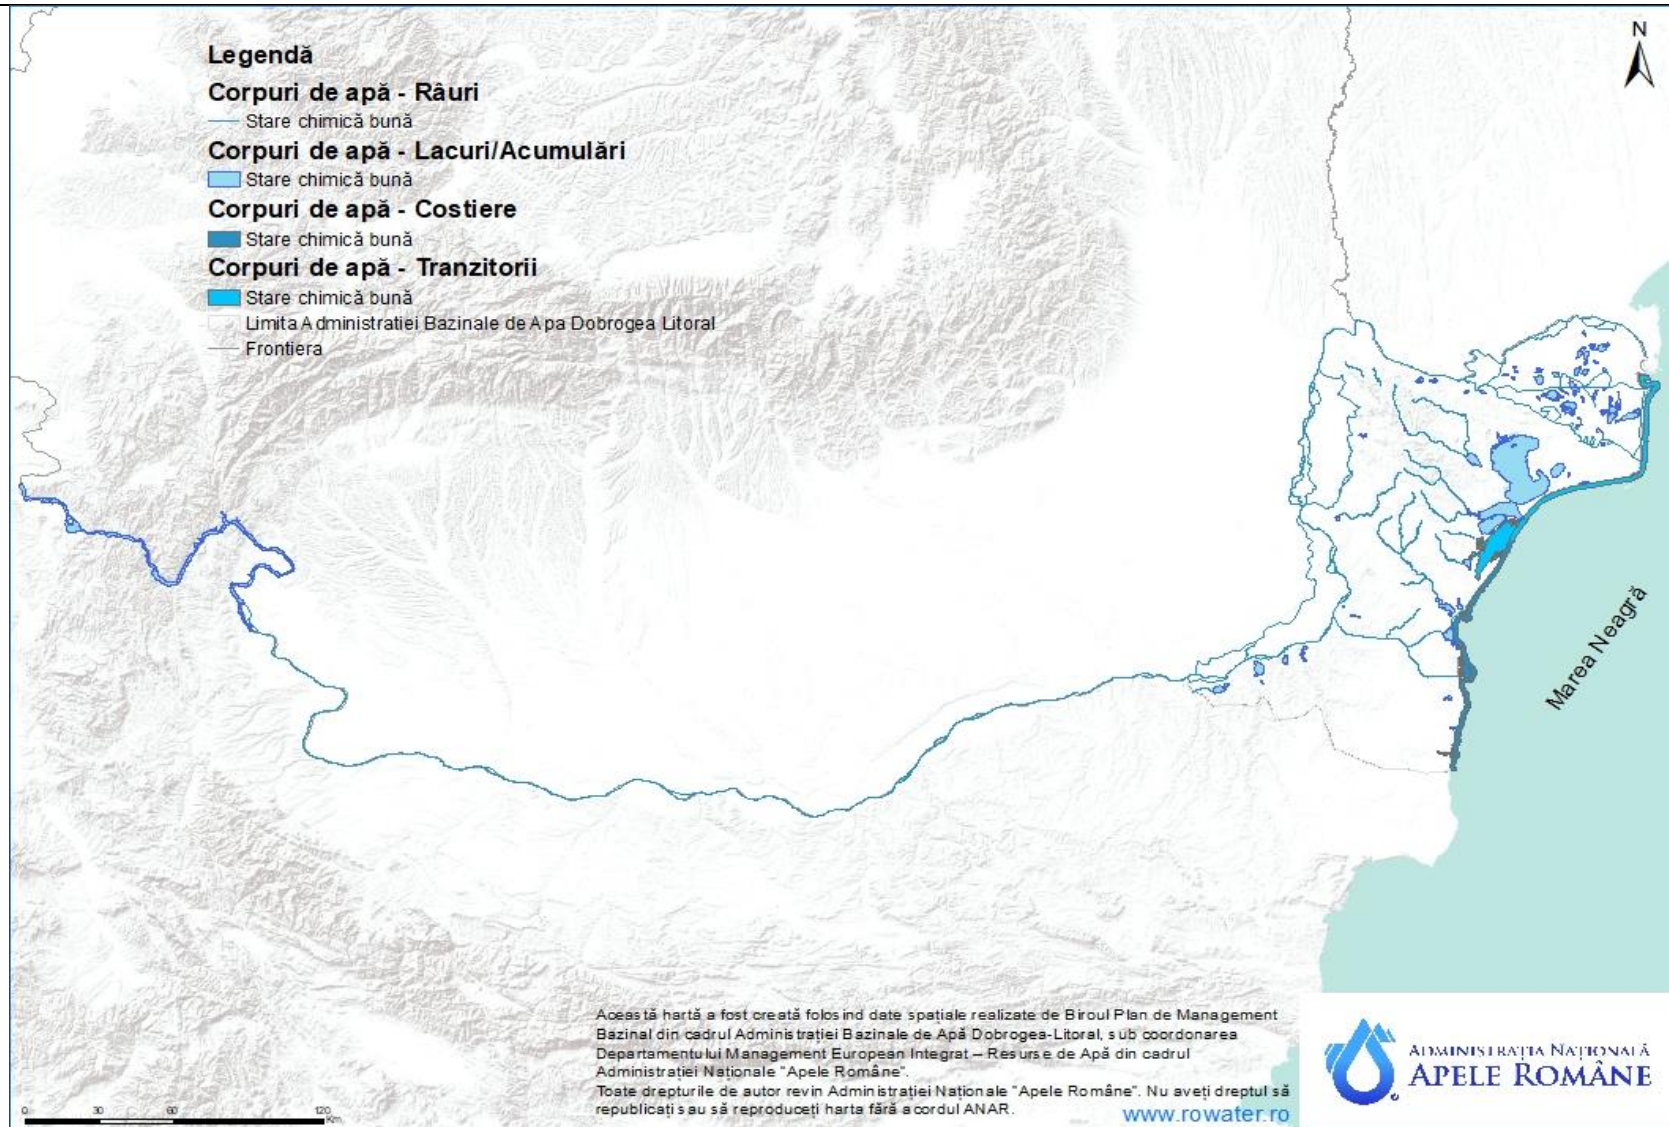 N
Legendă
Corpuri de apă - Râuri
Stare chimică bună
Corpuri de apă - Lacuri/Acumulări
Stare chimică bună
Corpuri de apă - Costiere
Stare chimică bună
Corpuri de apă - Tranzitorii
Stare chimică bună
Limita Administratiei Bazinale de Apa Dobrogea Litoral
Frontiera
Marea Neagră
Această hartă a fost creată folosind date spațiale realizate de Biroul Plan de Management
Bazinal din cadrul Administrației Bazinale de Apă Dobrogea-Litoral, sub coordonarea
Departamentului Management European Integrat – Resurse de Apă din cadrul
Administrației Naționale "Apele Române".
Toate drepturile de autor revin Administrației Naționale "Apele Române". Nu aveți dreptul să
republicați sau să reproduceți harta fără acordul ANAR.
www.rowater.ro
ADMINISTRAȚIA NAȚIONALĂ
APELE ROMÂNE
0 30 60 120
Km